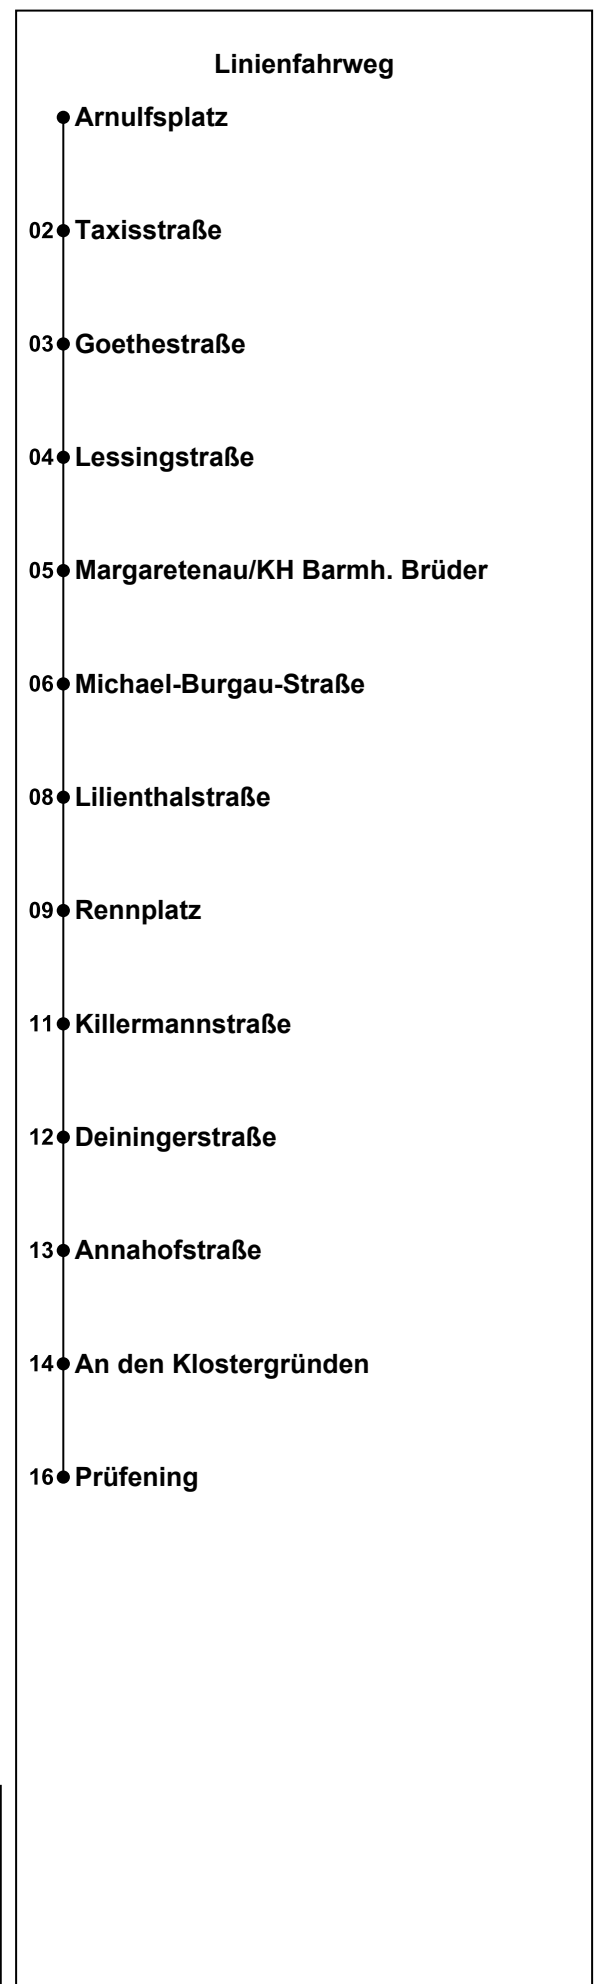 Linienfahrweg
Arnulfsplatz
02 Taxisstraße
03 Goethestraße
04 Lessingstraße
05 Margaretenau/KH Barmh. Brüder
06 Michael-Burgau-Straße
08 Lilienthalstraße
09 Rennplatz
11 Killermannstraße
12 Deiningerstraße
13 Annahofstraße
14 An den Klostergründen
16 Prüfening